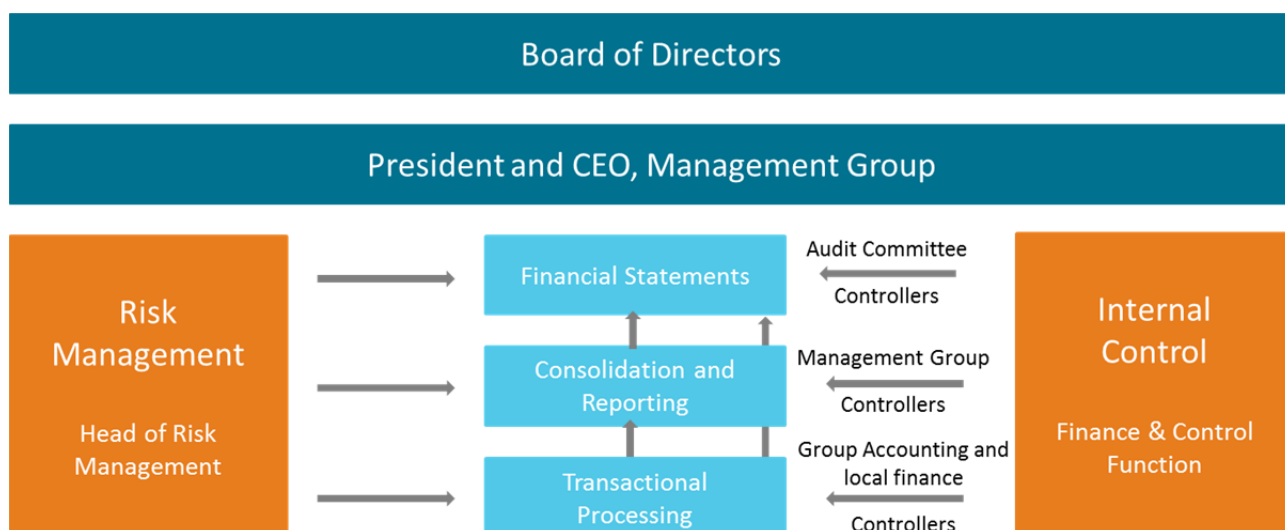 Board of Directors
President and CEO, Management Group
Risk
Management
Head of Risk
Management
Financial Statements
Consolidation and
Reporting
Transactional
Processing
Audit Committee
Controllers
Management Group
Controllers
Group Accounting and
local finance
Controllers
Internal
Control
Finance & Control
Function